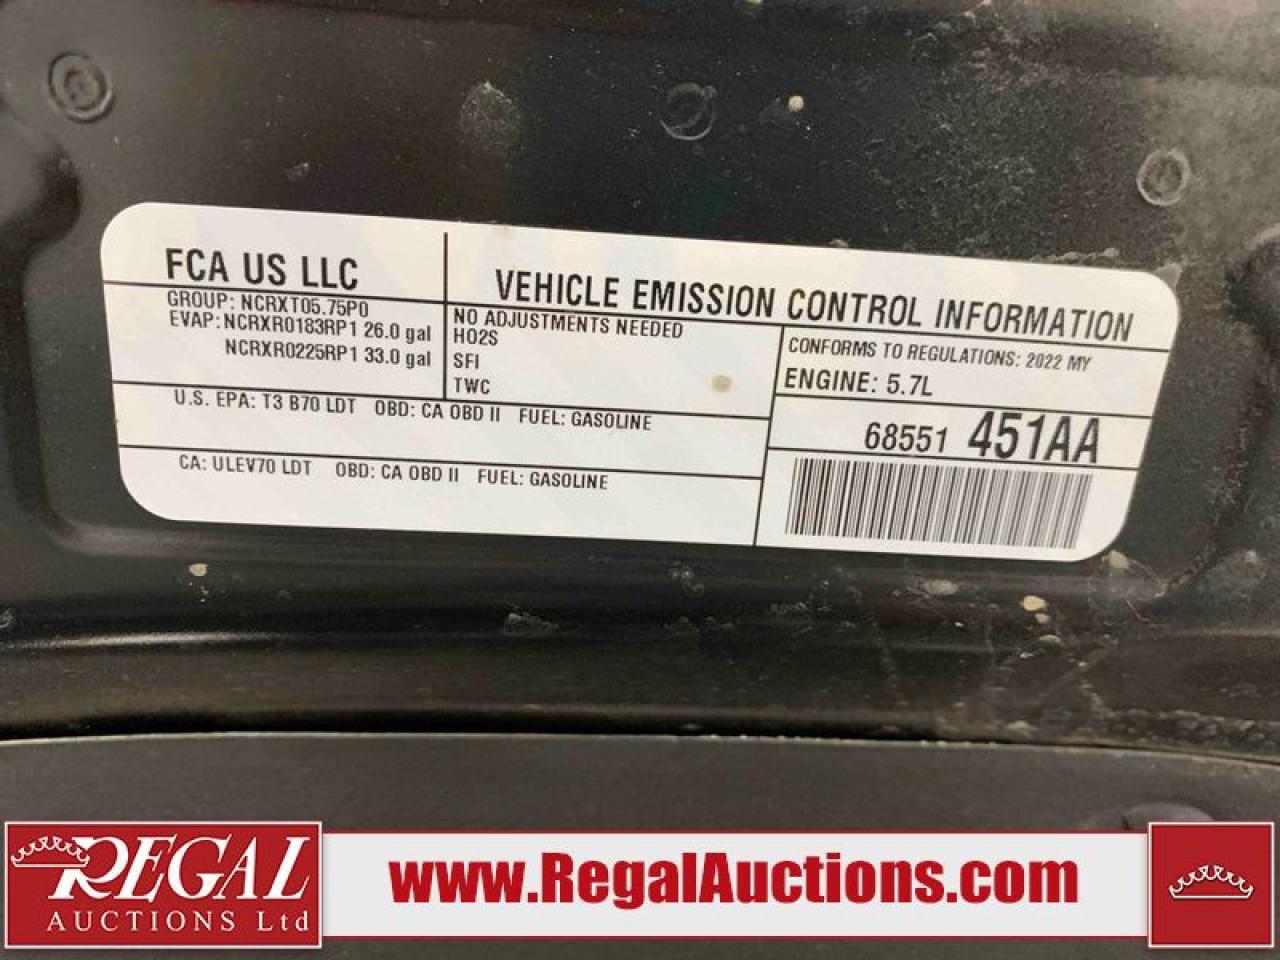 FCA US LLC
VEHICLE EMISSION CONTROL INFORMATION
GROUP: NCRXT05.75P0
EVAP: NCRXR0183RP1 26.0 gal
NCRXR0225RP1 33.0 gal
NO ADJUSTMENTS NEEDED
HO2S
SFI
TWC
CONFORMS TO REGULATIONS: 2022 MY
ENGINE: 5.7L
U.S. EPA: T3 B70 LDT OBD: CA OBD II FUEL: GASOLINE
68551 451AA
CA: ULEV70 LDT OBD: CA OBD II FUEL: GASOLINE
REGAL
AUCTIONS Ltd
www.RegalAuctions.com